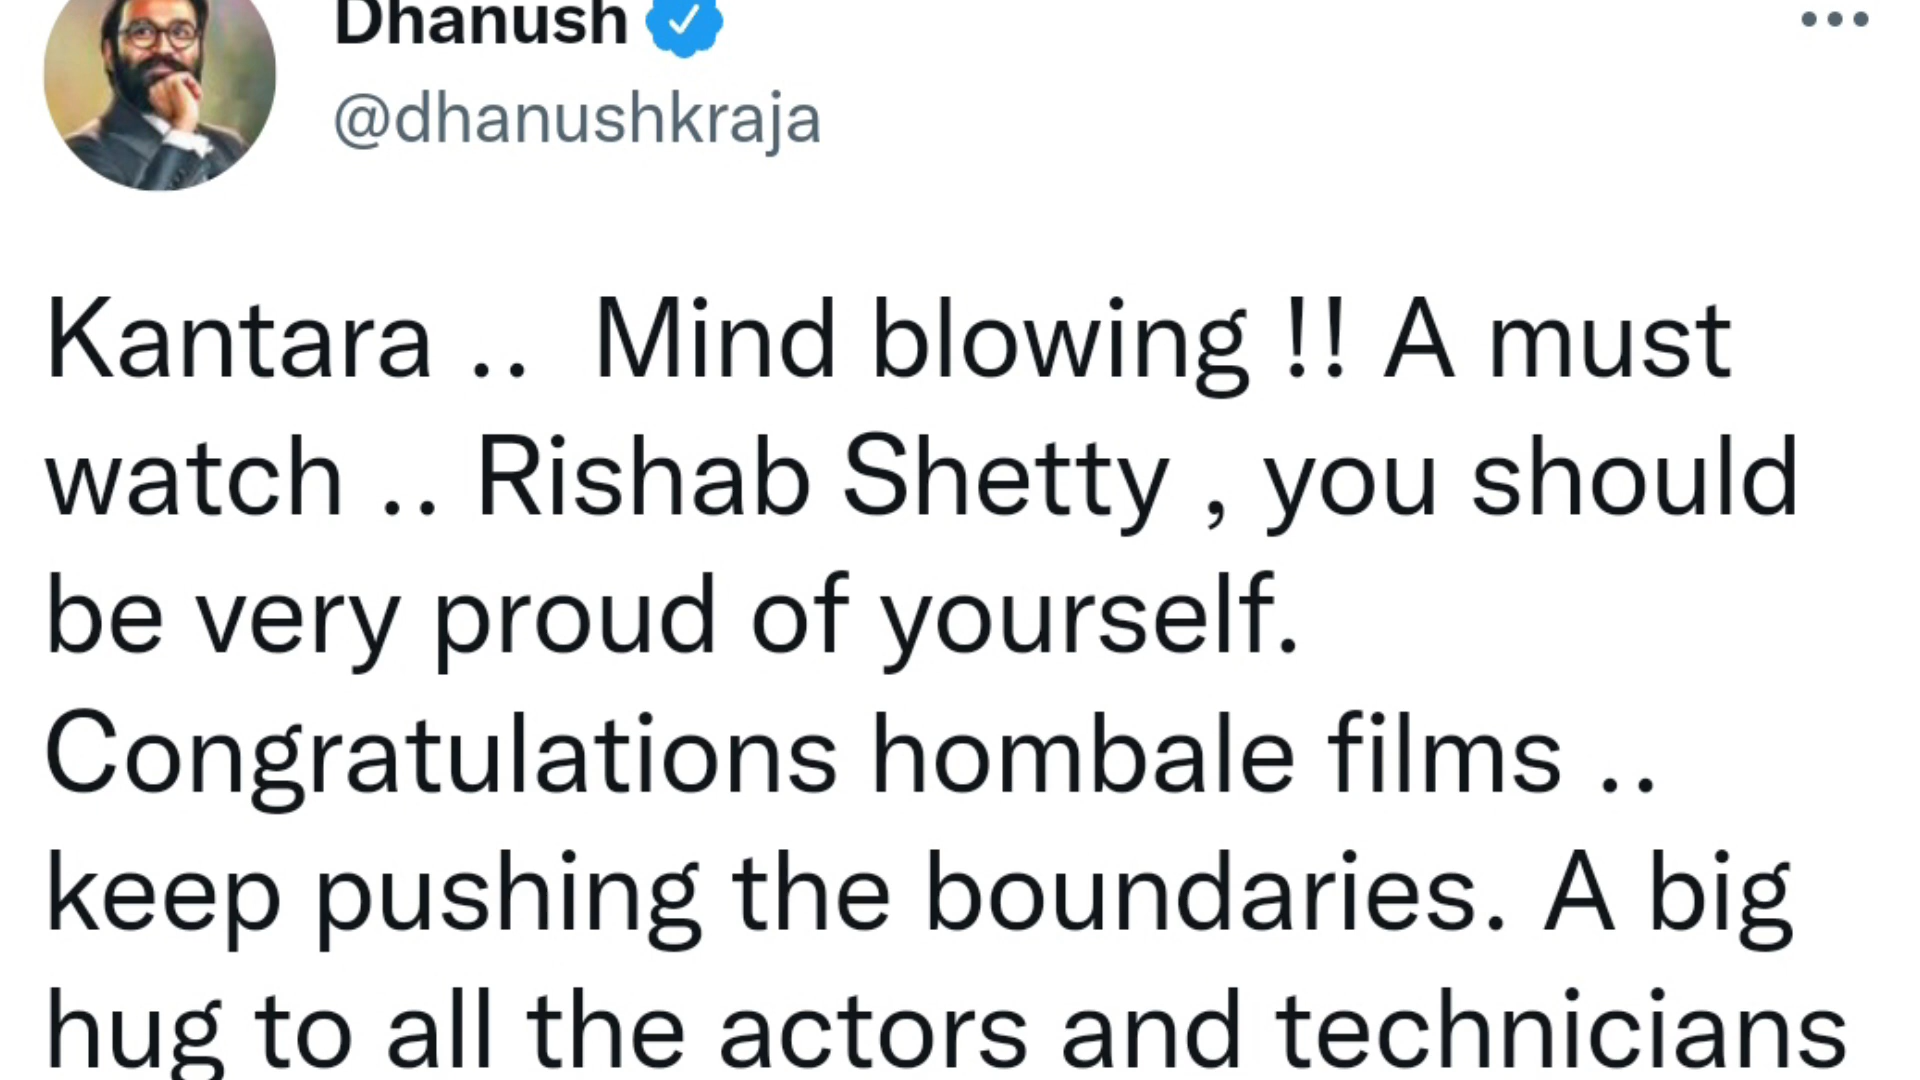 Dhanush
@dhanushkraja
Kantara ..  Mind blowing !! A must
watch .. Rishab Shetty , you should
be very proud of yourself.
Congratulations hombale films ..
keep pushing the boundaries. A big
hug to all the actors and technicians